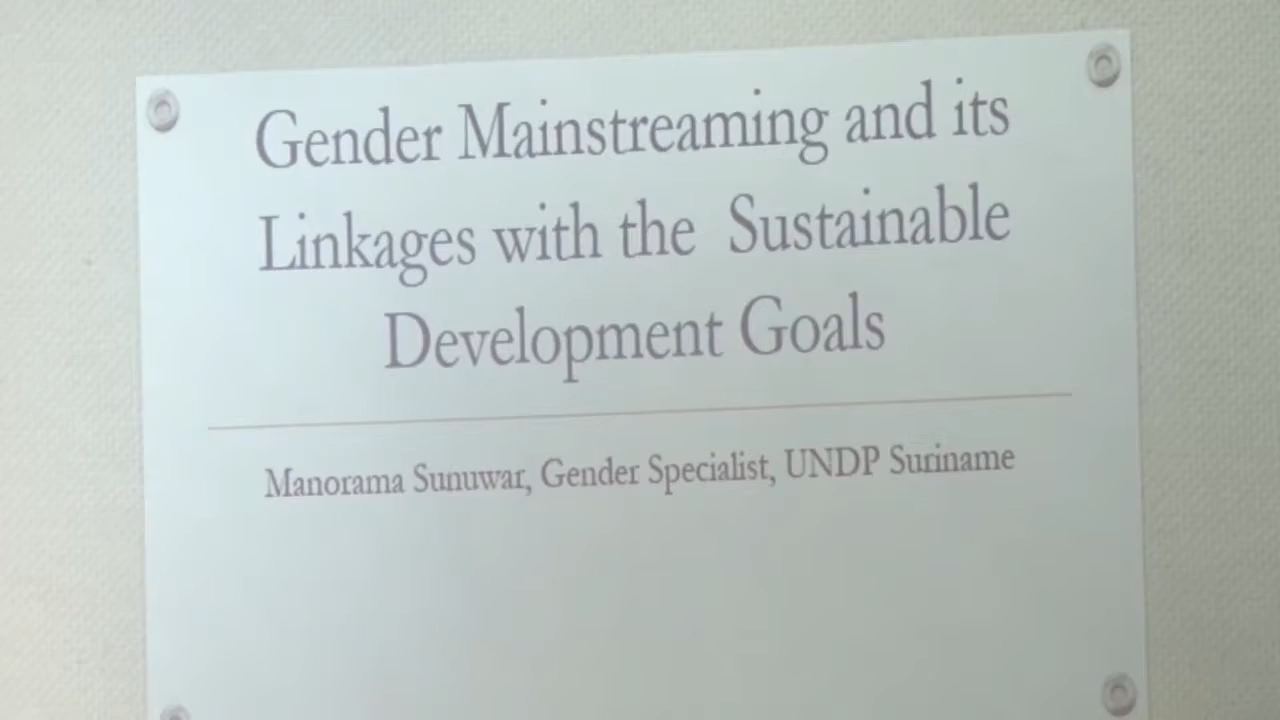 Gender Mainstreaming and its
Linkages with the Sustainable
Development Goals
Manorama Sunuwar, Gender Specialist, UNDP Suriname